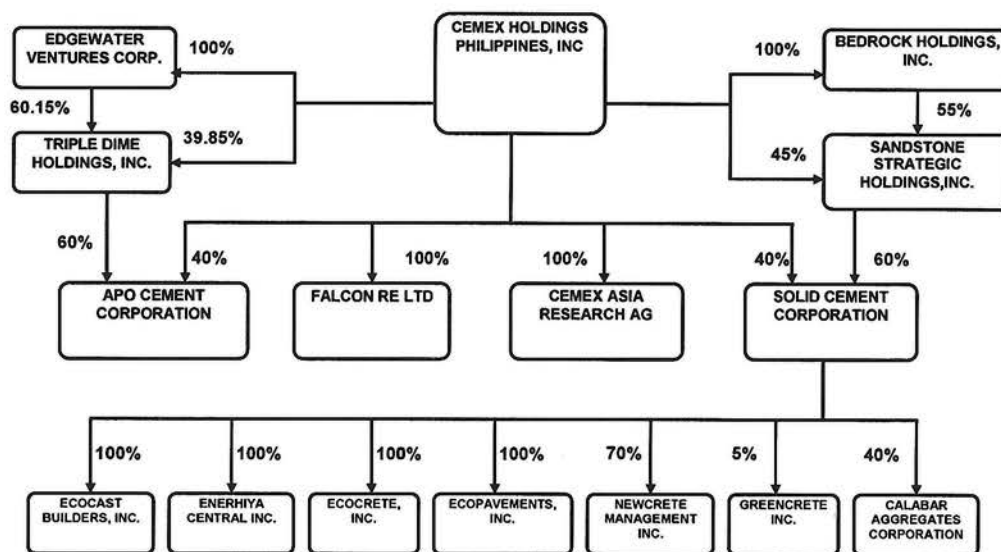 EDGEWATER
VENTURES CORP.
100%
CEMEX HOLDINGS
PHILIPPINES, INC
100%
BEDROCK HOLDINGS,
INC.
60.15%
55%
TRIPLE DIME
HOLDINGS, INC.
39.85%
45%
SANDSTONE
STRATEGIC
HOLDINGS,INC.
60%
40%
100%
100%
40%
60%
APO CEMENT
CORPORATION
FALCON RE LTD
CEMEX ASIA
RESEARCH AG
SOLID CEMENT
CORPORATION
100%
100%
100%
100%
70%
5%
40%
ECOCAST
BUILDERS, INC.
ENERHIYA
CENTRAL INC.
ECOCRETE,
INC.
ECOPAVEMENTS,
INC.
NEWCRETE
MANAGEMENT
INC.
GREENCRETE
INC.
CALABAR
AGGREGATES
CORPORATION